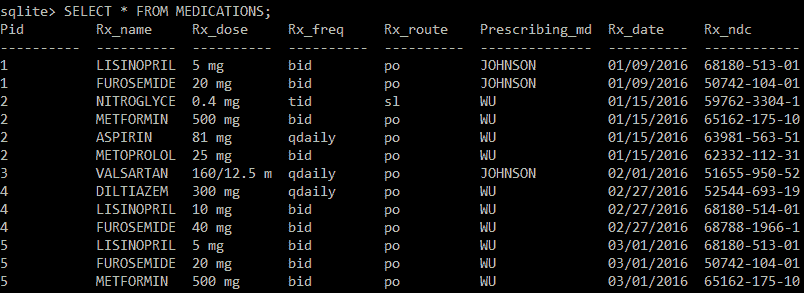 sqlite> SELECT * FROM MEDICATIONS;
Pid         Rx_name     Rx_dose     Rx_freq     Rx_route    Prescribing_md  Rx_date     Rx_ndc
----------  ----------  ----------  ----------  ----------  --------------  ----------  ------------
1           LISINOPRIL  5 mg        bid         po          JOHNSON         01/09/2016  68180-513-01
1           FUROSEMIDE  20 mg       bid         po          JOHNSON         01/09/2016  50742-104-01
2           NITROGLYCE  0.4 mg      tid         sl          WU              01/15/2016  59762-3304-1
2           METFORMIN   500 mg      bid         po          WU              01/15/2016  65162-175-10
2           ASPIRIN     81 mg       qdaily      po          WU              01/15/2016  63981-563-51
2           METOPROLOL  25 mg       bid         po          WU              01/15/2016  62332-112-31
3           VALSARTAN   160/12.5 m  qdaily      po          JOHNSON         02/01/2016  51655-950-52
4           DILTIAZEM   300 mg      qdaily      po          WU              02/27/2016  52544-693-19
4           LISINOPRIL  10 mg       bid         po          WU              02/27/2016  68180-514-01
4           FUROSEMIDE  40 mg       bid         po          WU              02/27/2016  68788-1966-1
5           LISINOPRIL  5 mg        bid         po          WU              03/01/2016  68180-513-01
5           FUROSEMIDE  20 mg       bid         po          WU              03/01/2016  50742-104-01
5           METFORMIN   500 mg      bid         po          WU              03/01/2016  65162-175-10